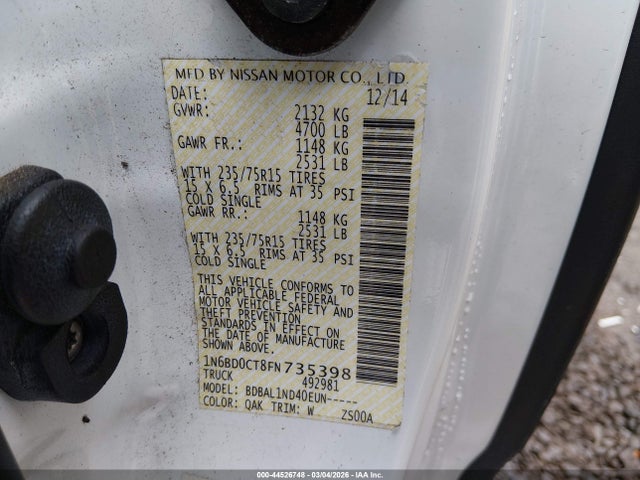 MFD BY NISSAN MOTOR CO., LTD.
DATE: 12/14
GVWR: 2132 KG
4700 LB
GAWR FR.: 1148 KG
2531 LB
WITH 235/75R15 TIRES
15 X 6.5 RIMS AT 35 PSI
COLD SINGLE
GAWR RR.: 1148 KG
2531 LB
WITH 235/75R15 TIRES
15 X 6.5 RIMS AT 35 PSI
COLD SINGLE
THIS VEHICLE CONFORMS TO
ALL APPLICABLE FEDERAL
MOTOR VEHICLE SAFETY AND
THEFT PREVENTION
STANDARDS IN EFFECT ON
THE DATE OF MANUFACTURE
SHOWN ABOVE.
1N6BD0CT8FN735398
TRUCK 492981
MODEL: BDBAL1ND40EUN-----
COLOR: QAK TRIM: W ZS00A
000-44526748 - 03/04/2026 - IAA Inc.